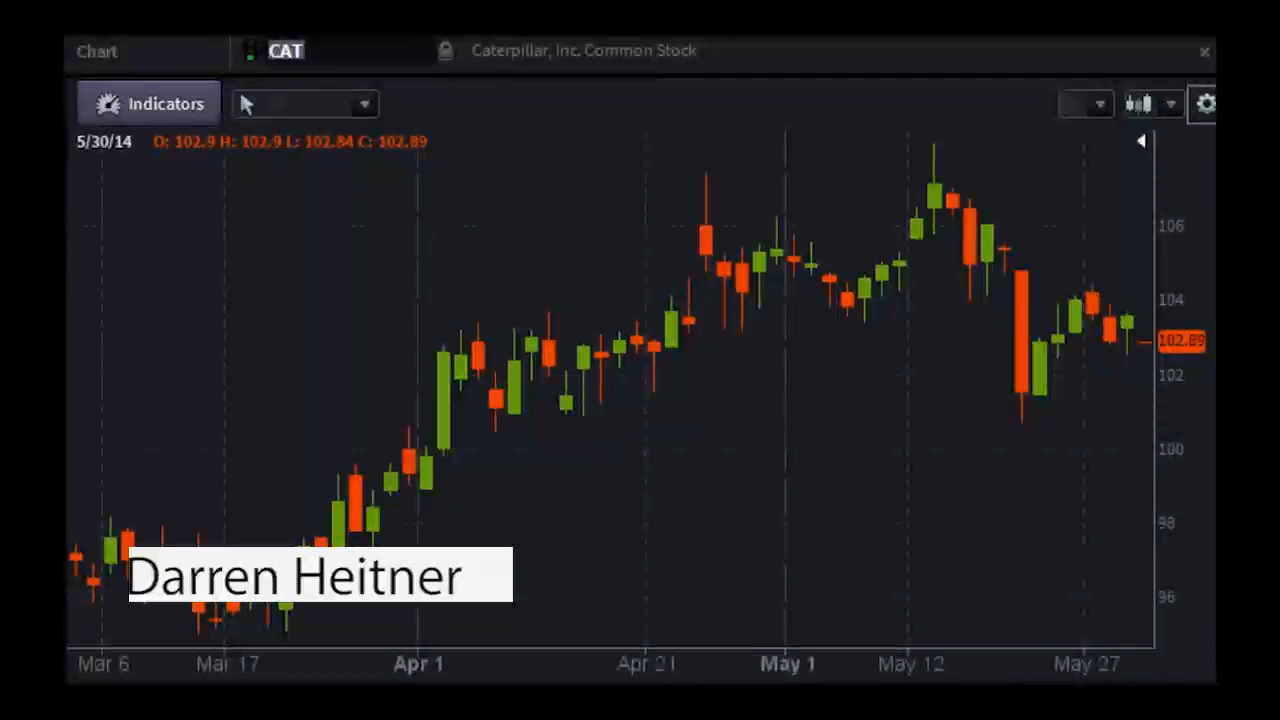 Chart CAT Caterpillar, Inc. Common Stock
Indicators
5/30/14 O: 102.9 H: 102.9 L: 102.84 C: 102.89
106
104
102.89
102
100
98
96
Darren Heitner
Mar 6 Mar 17 Apr 1 Apr 21 May 1 May 12 May 27